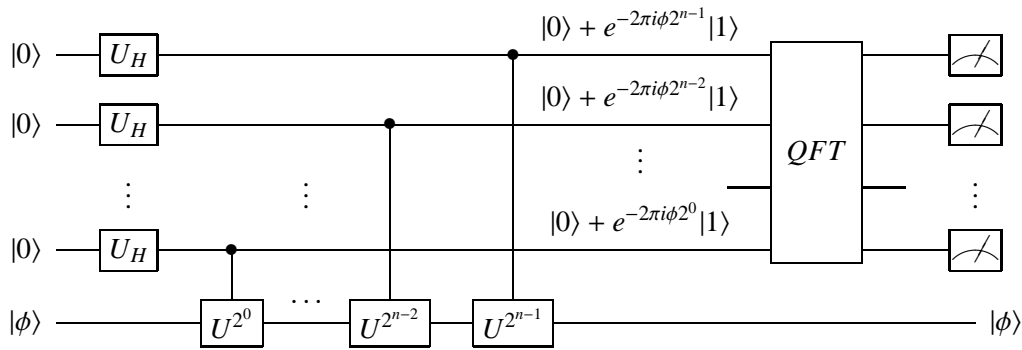 |0⟩ U_H |0⟩ + e^{-2πiϕ2^{n−1}}|1⟩
|0⟩ U_H |0⟩ + e^{-2πiϕ2^{n−2}}|1⟩
⋮ ⋮ ⋮ QFT ⋮
|0⟩ U_H |0⟩ + e^{-2πiϕ2^0}|1⟩
|ϕ⟩ U^{2^0} ⋯ U^{2^{n−2}} U^{2^{n−1}} |ϕ⟩